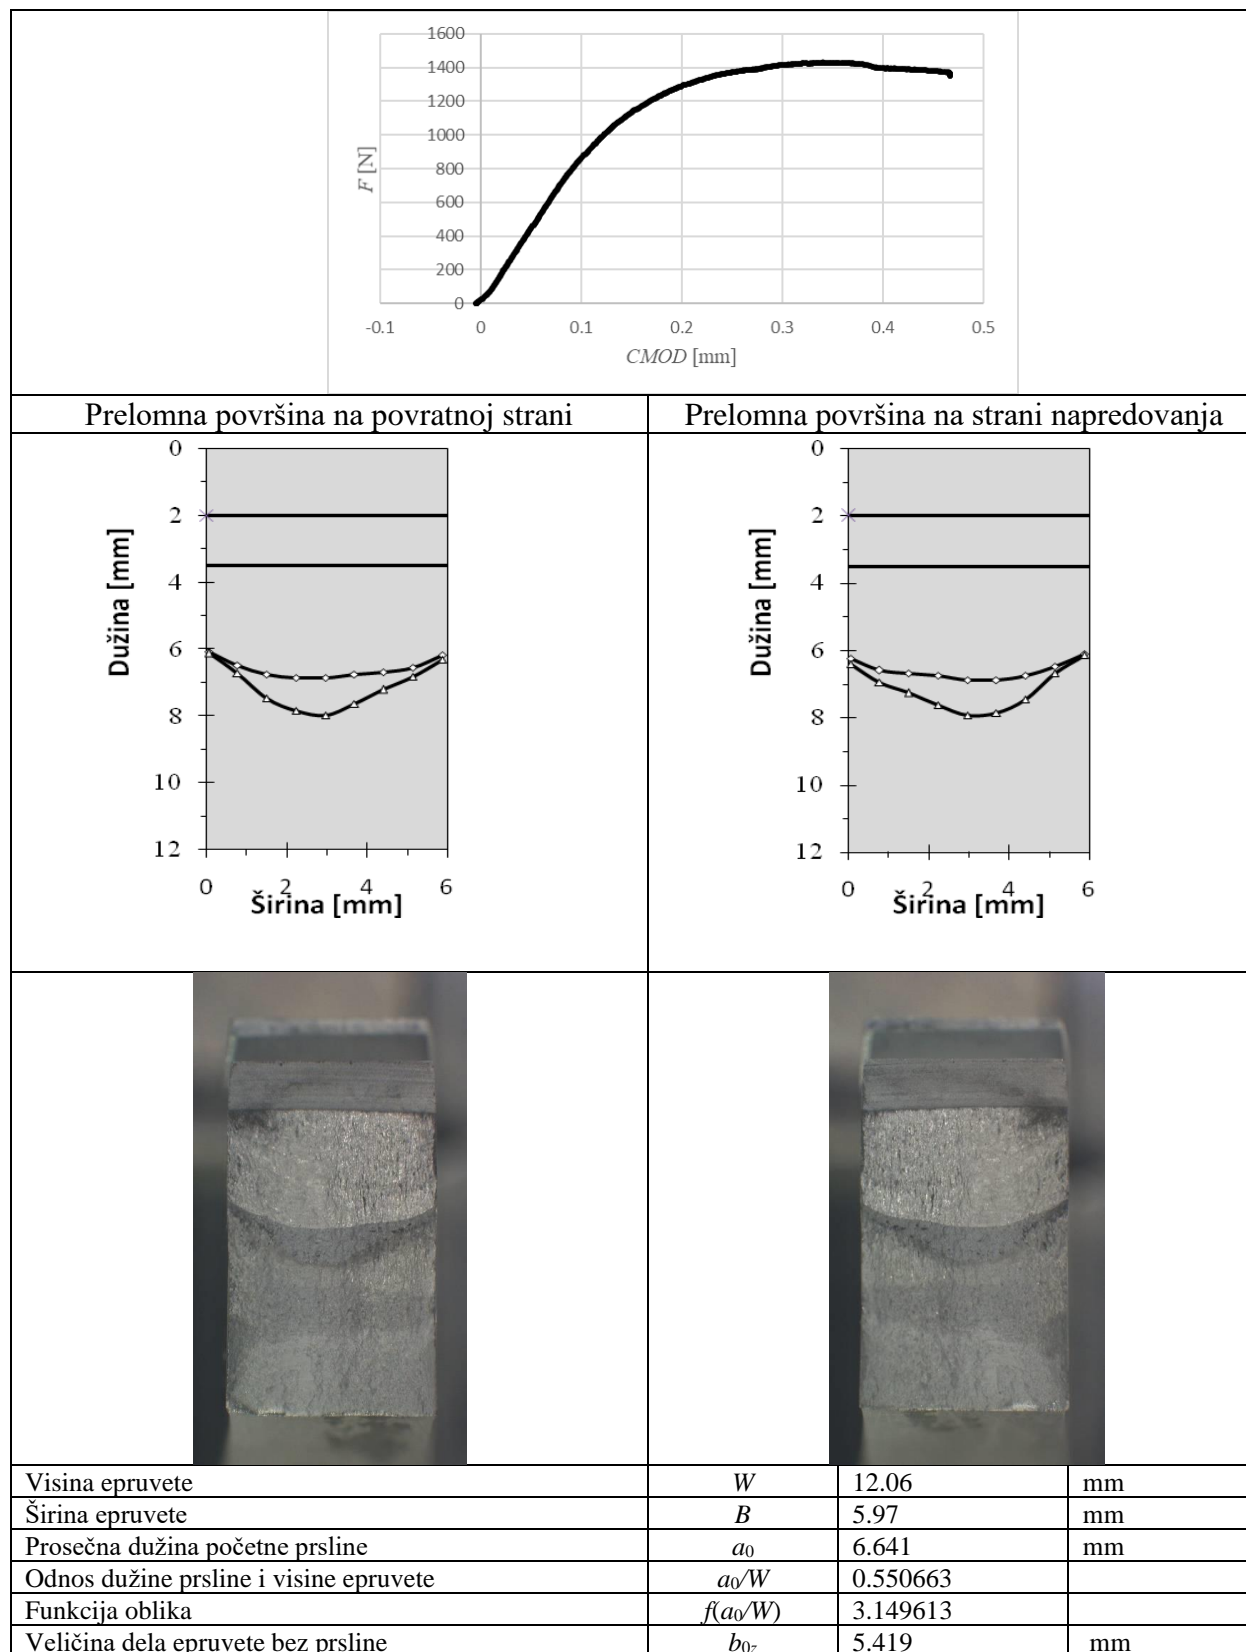 1600
1400
1200
1000
800
600
400
200
0
F [N]
-0.1 0 0.1 0.2 0.3 0.4 0.5
CMOD [mm]
Prelomna površina na povratnoj strani
Prelomna površina na strani napredovanja
0
2
4
6
8
10
12
Dužina [mm]
0 2 4 6
Širina [mm]
0
2
4
6
8
10
12
Dužina [mm]
0 2 4 6
Širina [mm]
Visina epruvete W 12.06 mm
Širina epruvete B 5.97 mm
Prosečna dužina početne prsline a0 6.641 mm
Odnos dužine prsline i visine epruvete a0/W 0.550663
Funkcija oblika f(a0/W) 3.149613
Veličina dela epruvete bez prsline b0z 5.419 mm